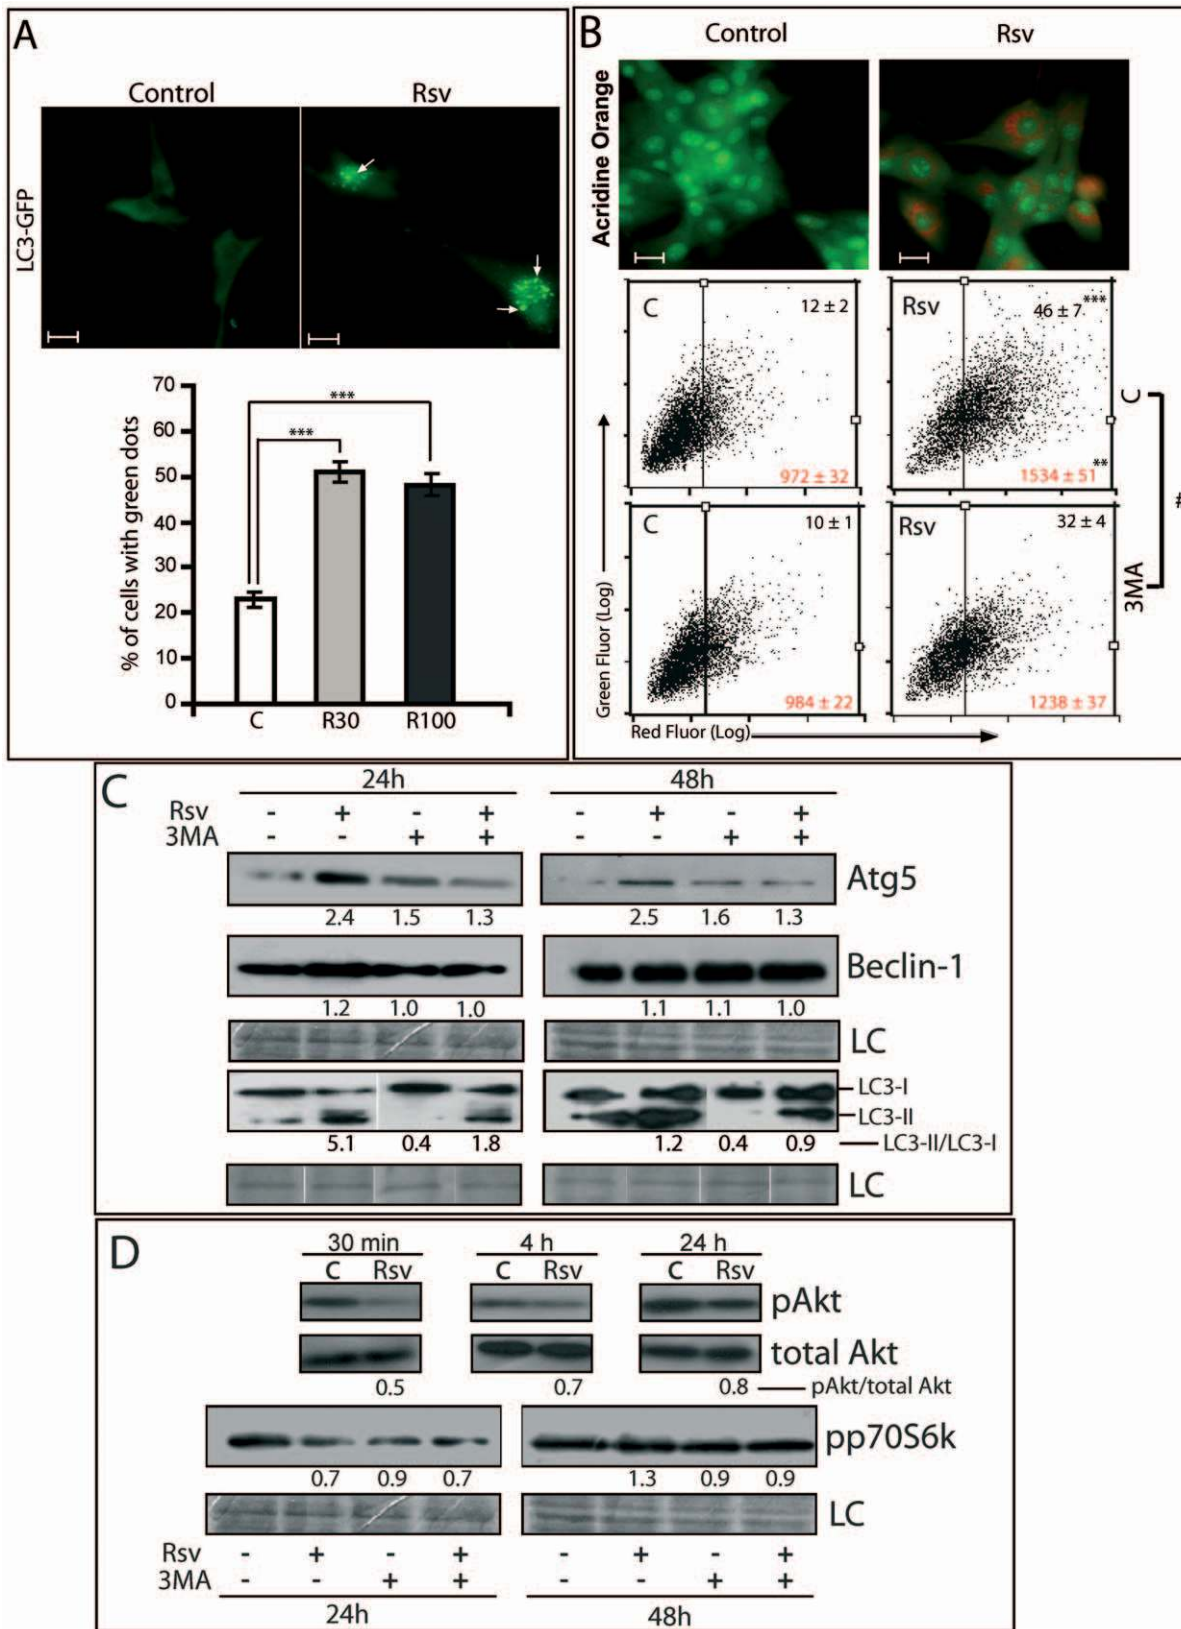 A
Control Rsv
LC3-GFP
% of cells with green dots
70
60
50
40
30
20
10
0
***
***
C R30 R100
B
Control Rsv
Acridine Orange
C 12 ± 2
972 ± 32
Rsv 46 ± 7 ***
**
1534 ± 51
C
C 10 ± 1
984 ± 22
Rsv 32 ± 4
1238 ± 37
3MA
#
Green Fluor (Log)
Red Fluor (Log)
C
24h 48h
Rsv - + - + - + - +
3MA - - + + - - + +
Atg5
2.4 1.5 1.3 2.5 1.6 1.3
Beclin-1
1.2 1.0 1.0 1.1 1.1 1.0
LC
LC3-I
LC3-II
5.1 0.4 1.8 1.2 0.4 0.9 LC3-II/LC3-I
LC
D
30 min 4 h 24 h
C Rsv C Rsv C Rsv
pAkt
total Akt
0.5 0.7 0.8 pAkt/total Akt
pp70S6k
0.7 0.9 0.7 1.3 0.9 0.9
LC
Rsv - + - + - + - +
3MA - - + + - - + +
24h 48h